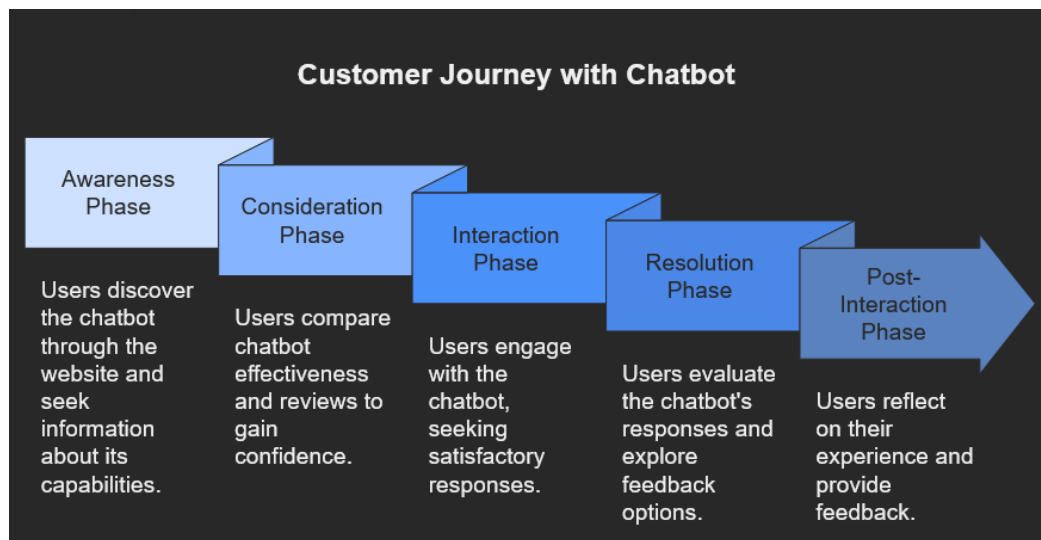 Customer Journey with Chatbot
Awareness
Phase
Users discover
the chatbot
through the
website and
seek
information
about its
capabilities.
Consideration
Phase
Users compare
chatbot
effectiveness
and reviews to
gain
confidence.
Interaction
Phase
Users engage
with the
chatbot,
seeking
satisfactory
responses.
Resolution
Phase
Users evaluate
the chatbot's
responses and
explore
feedback
options.
Post-
Interaction
Phase
Users reflect
on their
experience and
provide
feedback.